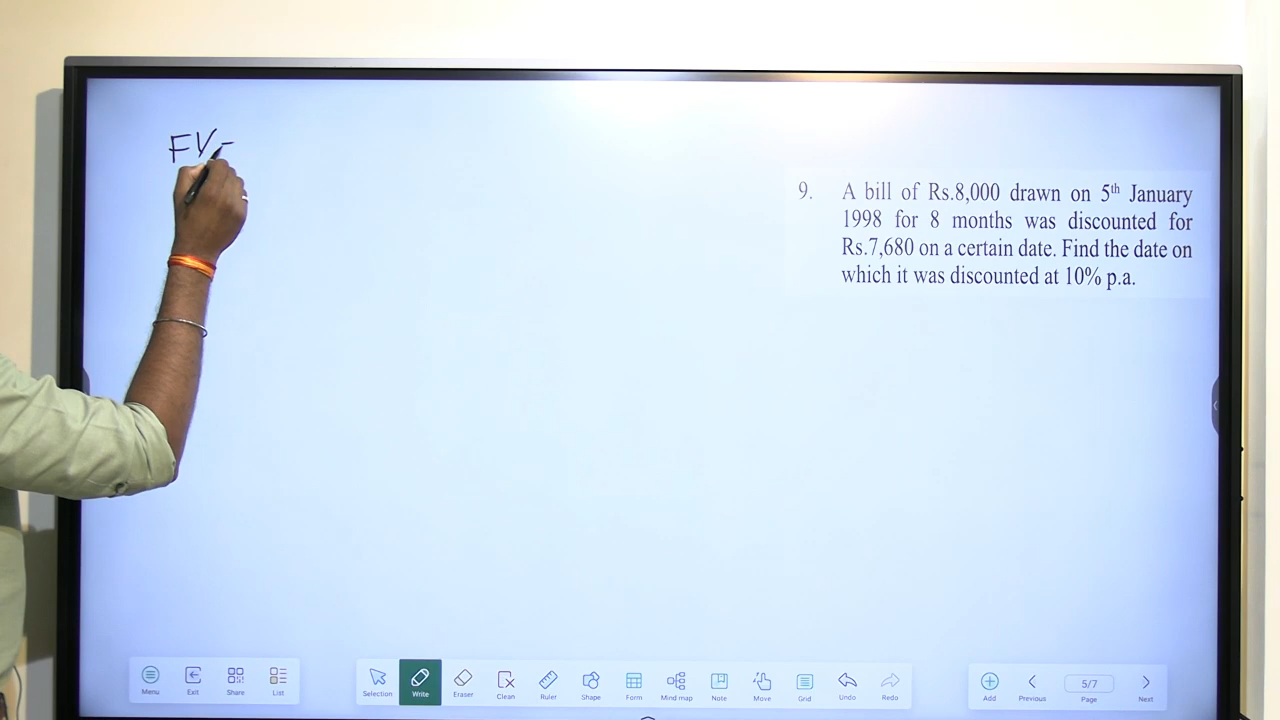 FV=
9. A bill of Rs.8,000 drawn on 5th January
1998 for 8 months was discounted for
Rs.7,680 on a certain date. Find the date on
which it was discounted at 10% p.a.
Menu Exit Share List Selection Write Eraser Clean Ruler Shape Form Mind map Note Move Grid Undo Redo Add Previous 5/7 Page Next